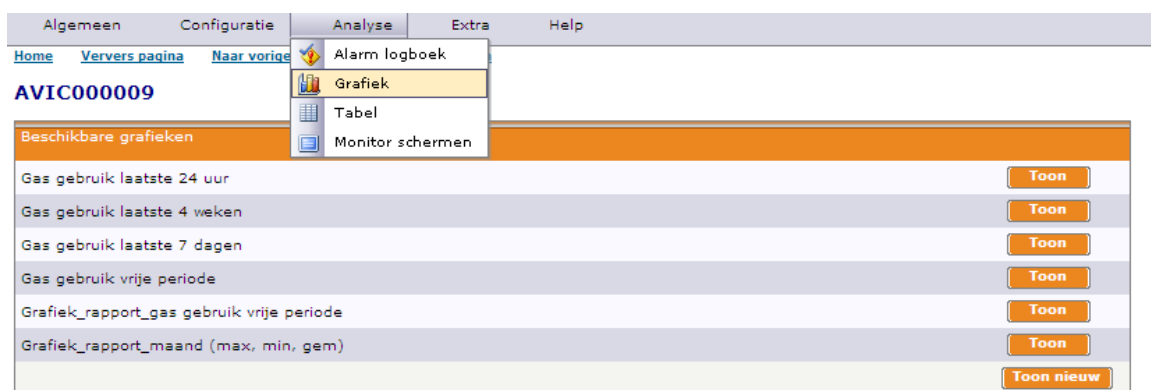 Algemeen Configuratie Analyse Extra Help
Home Ververs pagina Naar vorige
Alarm logboek
Grafiek
Tabel
Monitor schermen
AVIC000009
Beschikbare grafieken
Gas gebruik laatste 24 uur Toon
Gas gebruik laatste 4 weken Toon
Gas gebruik laatste 7 dagen Toon
Gas gebruik vrije periode Toon
Grafiek_rapport_gas gebruik vrije periode Toon
Grafiek_rapport_maand (max, min, gem) Toon
Toon nieuw